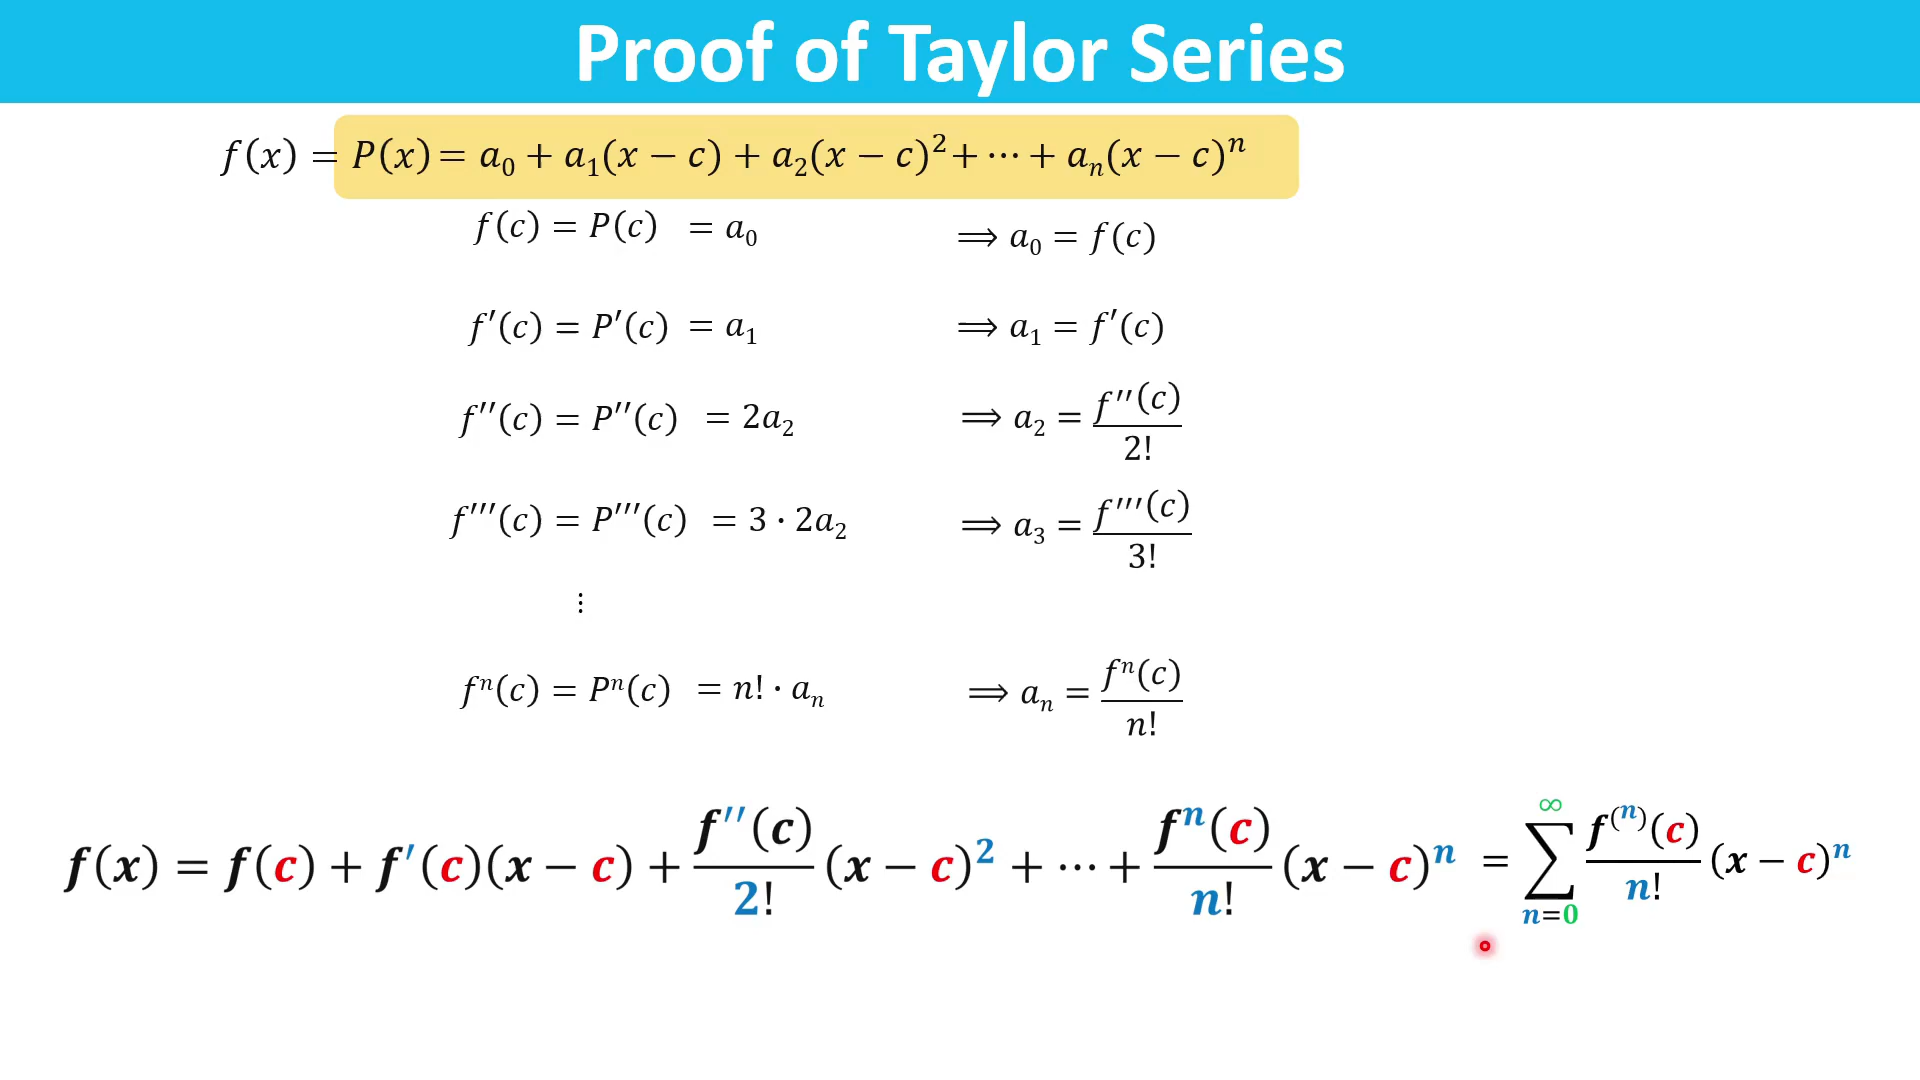 Proof of Taylor Series
f(x) = P(x) = a₀ + a₁(x − c) + a₂(x − c)² + ⋯ + aₙ(x − c)ⁿ
f(c) = P(c) = a₀ ⟹ a₀ = f(c)
f′(c) = P′(c) = a₁ ⟹ a₁ = f′(c)
f′′(c) = P′′(c) = 2a₂ ⟹ a₂ = f′′(c)/2!
f′′′(c) = P′′′(c) = 3 · 2a₂ ⟹ a₃ = f′′′(c)/3!
⋮
fⁿ(c) = Pⁿ(c) = n! · aₙ ⟹ aₙ = fⁿ(c)/n!
f(x) = f(c) + f′(c)(x − c) + f′′(c)/2! (x − c)² + ⋯ + fⁿ(c)/n! (x − c)ⁿ = ∑_{n=0}^{∞} f⁽ⁿ⁾(c)/n! (x − c)ⁿ